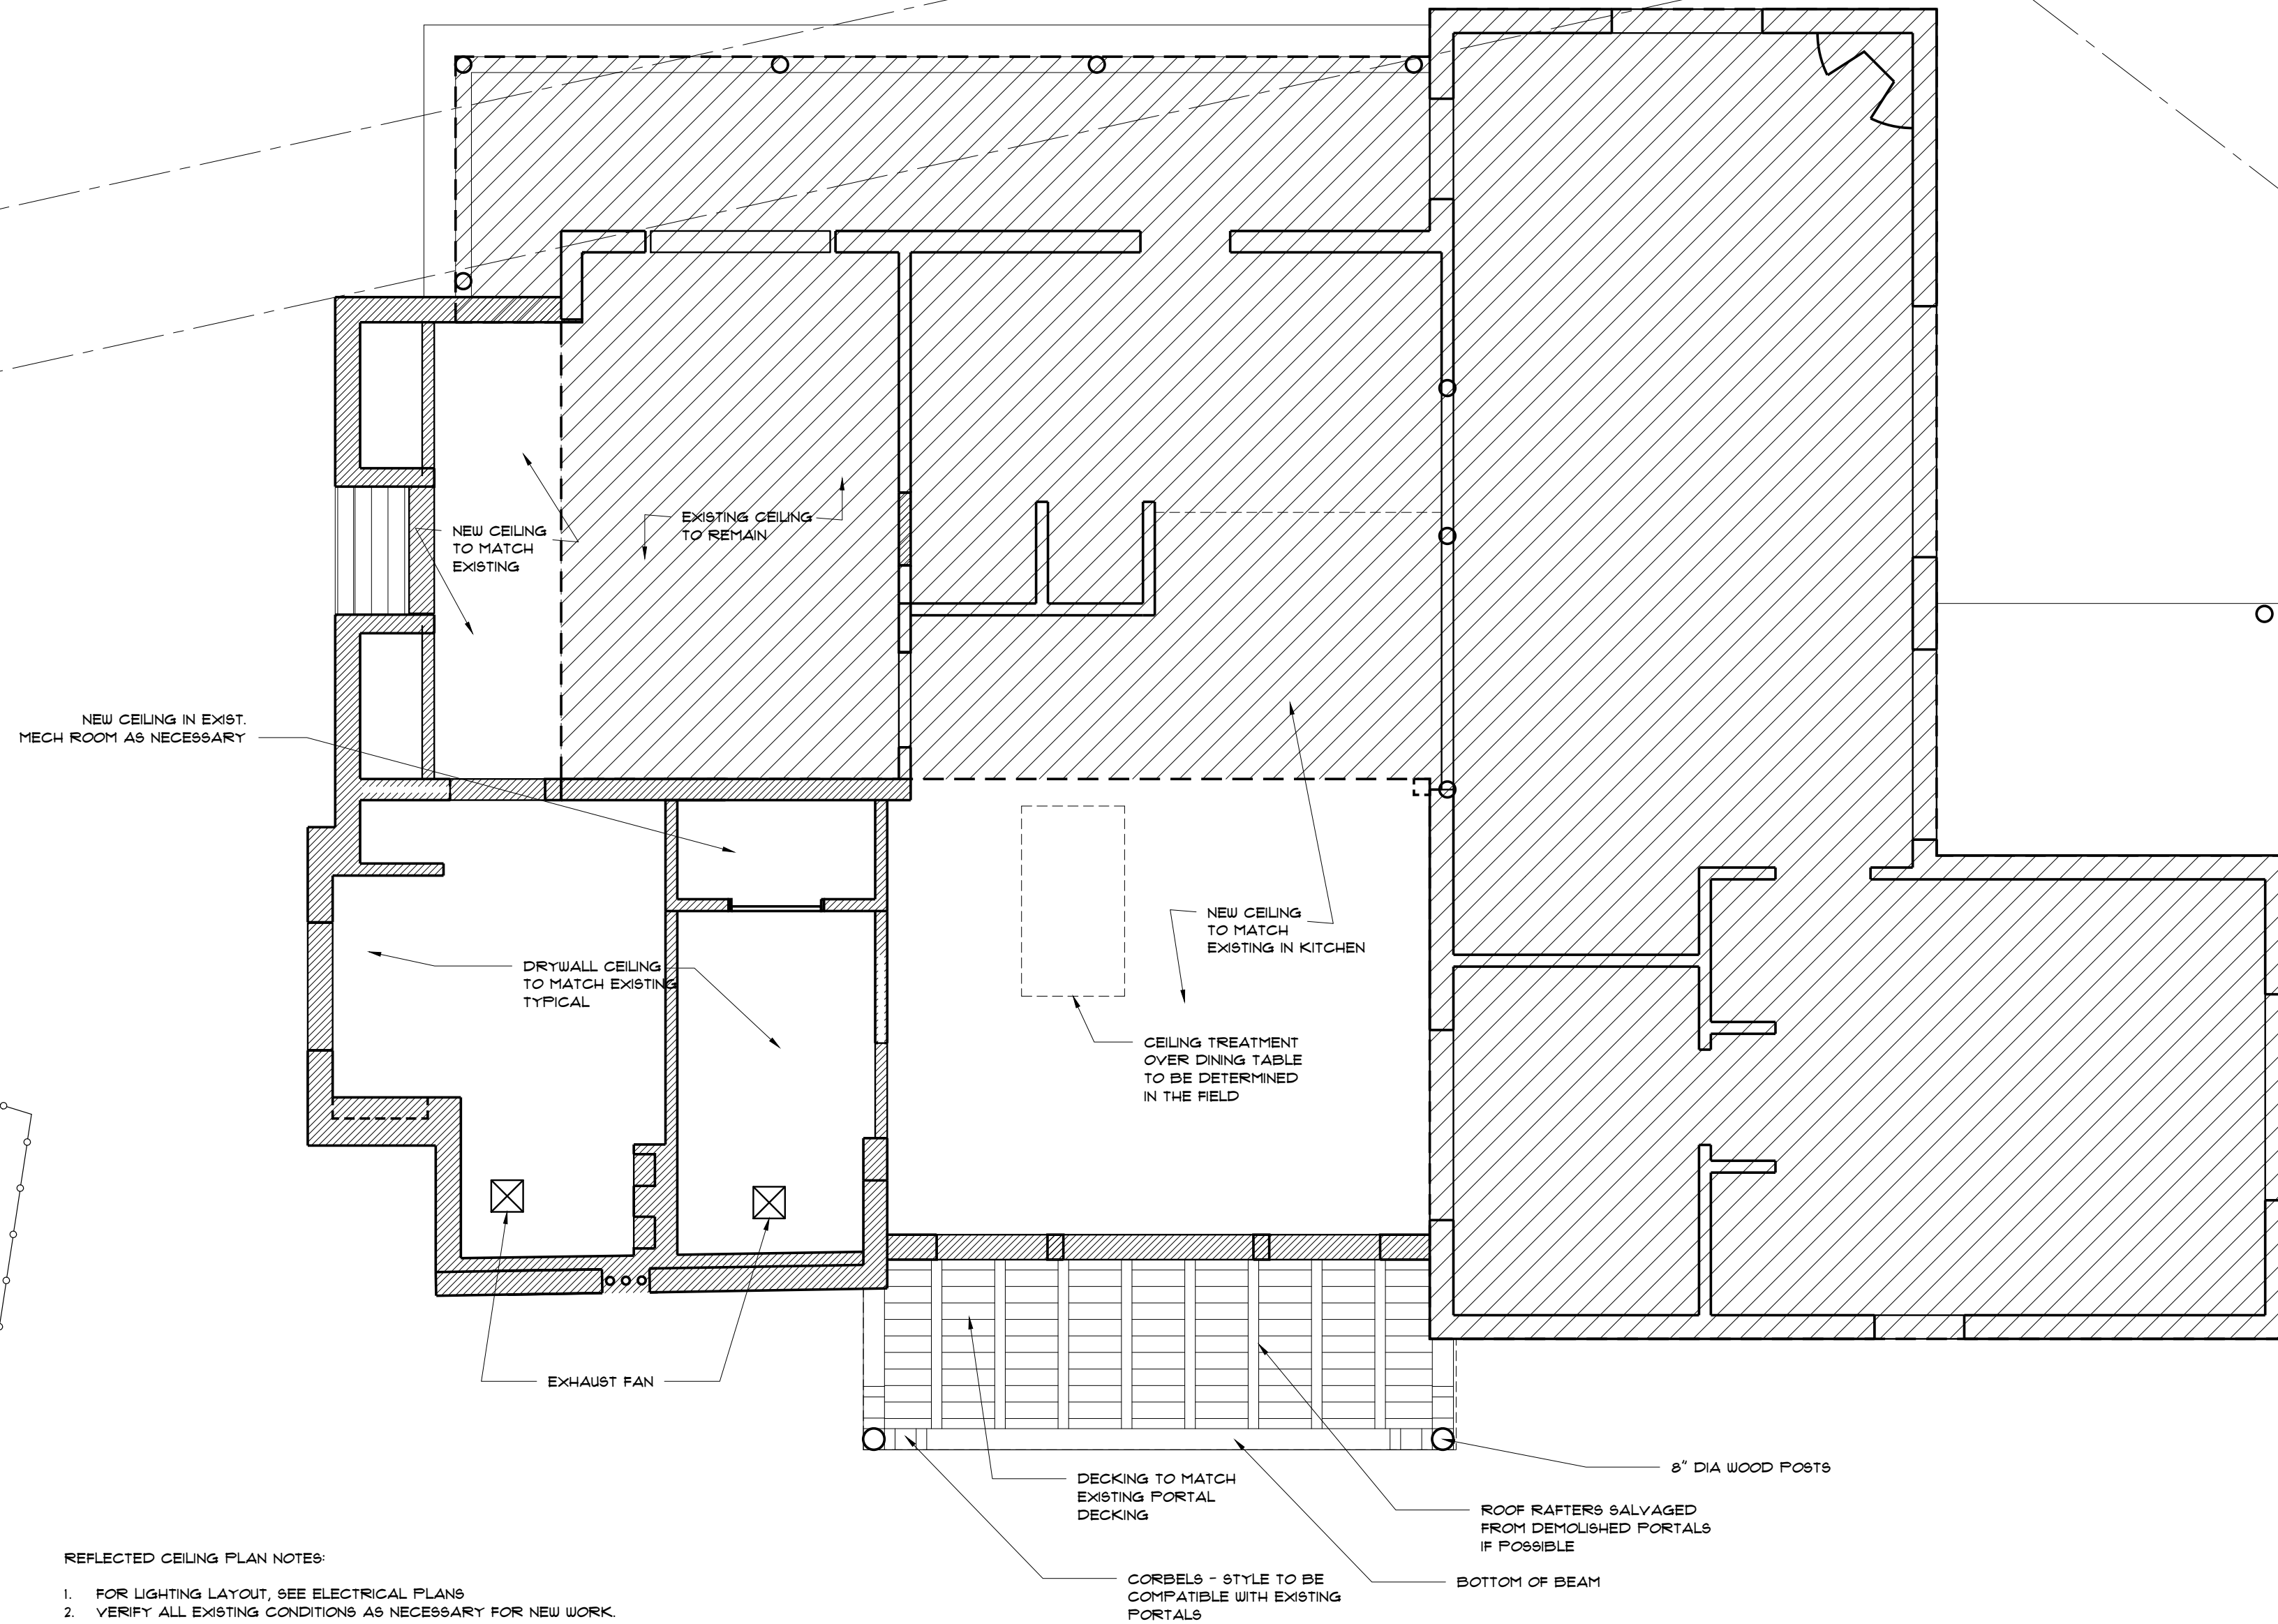 EXISTING CEILING
TO REMAIN
NEW CEILING
TO MATCH
EXISTING
NEW CEILING IN EXIST.
MECH ROOM AS NECESSARY
NEW CEILING
TO MATCH
EXISTING IN KITCHEN
DRYWALL CEILING
TO MATCH EXISTING
TYPICAL
CEILING TREATMENT
OVER DINING TABLE
TO BE DETERMINED
IN THE FIELD
EXHAUST FAN
8" DIA WOOD POSTS
DECKING TO MATCH
EXISTING PORTAL
DECKING
ROOF RAFTERS SALVAGED
FROM DEMOLISHED PORTALS
IF POSSIBLE
CORBELS - STYLE TO BE
COMPATIBLE WITH EXISTING
PORTALS
BOTTOM OF BEAM
REFLECTED CEILING PLAN NOTES:
1. FOR LIGHTING LAYOUT, SEE ELECTRICAL PLANS
2. VERIFY ALL EXISTING CONDITIONS AS NECESSARY FOR NEW WORK.